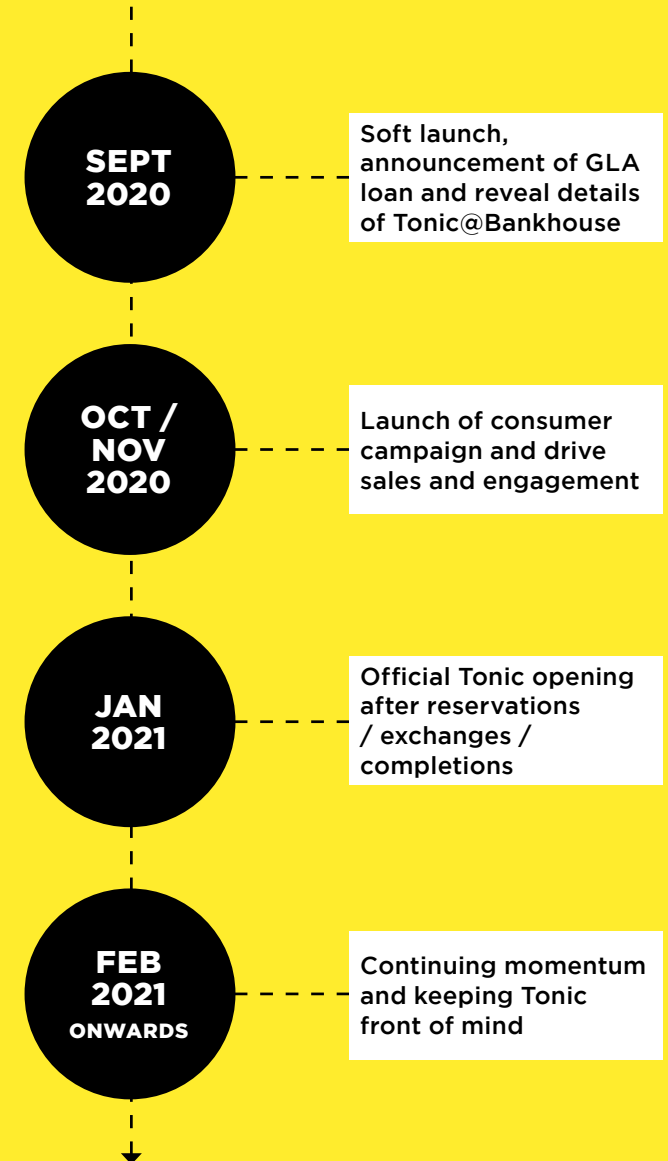 SEPT
2020
Soft launch,
announcement of GLA
loan and reveal details
of Tonic@Bankhouse
OCT /
NOV
2020
Launch of consumer
campaign and drive
sales and engagement
JAN
2021
Official Tonic opening
after reservations
/ exchanges /
completions
FEB
2021
ONWARDS
Continuing momentum
and keeping Tonic
front of mind